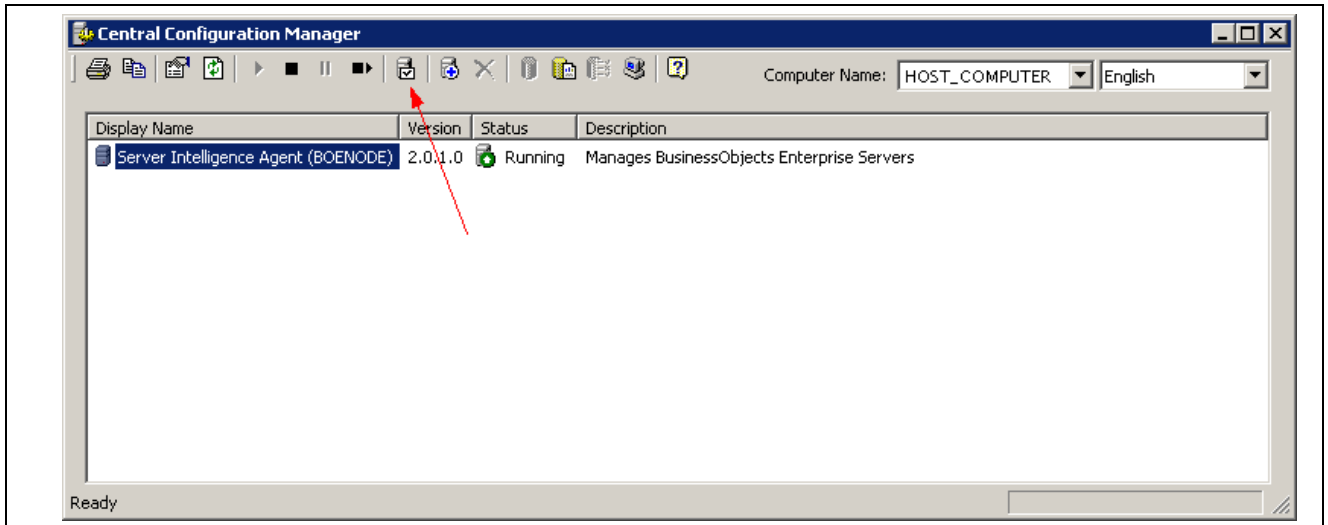 Central Configuration Manager
Computer Name: HOST_COMPUTER English
Display Name Version Status Description
Server Intelligence Agent (BOENODE) 2.0.1.0 Running Manages BusinessObjects Enterprise Servers
Ready